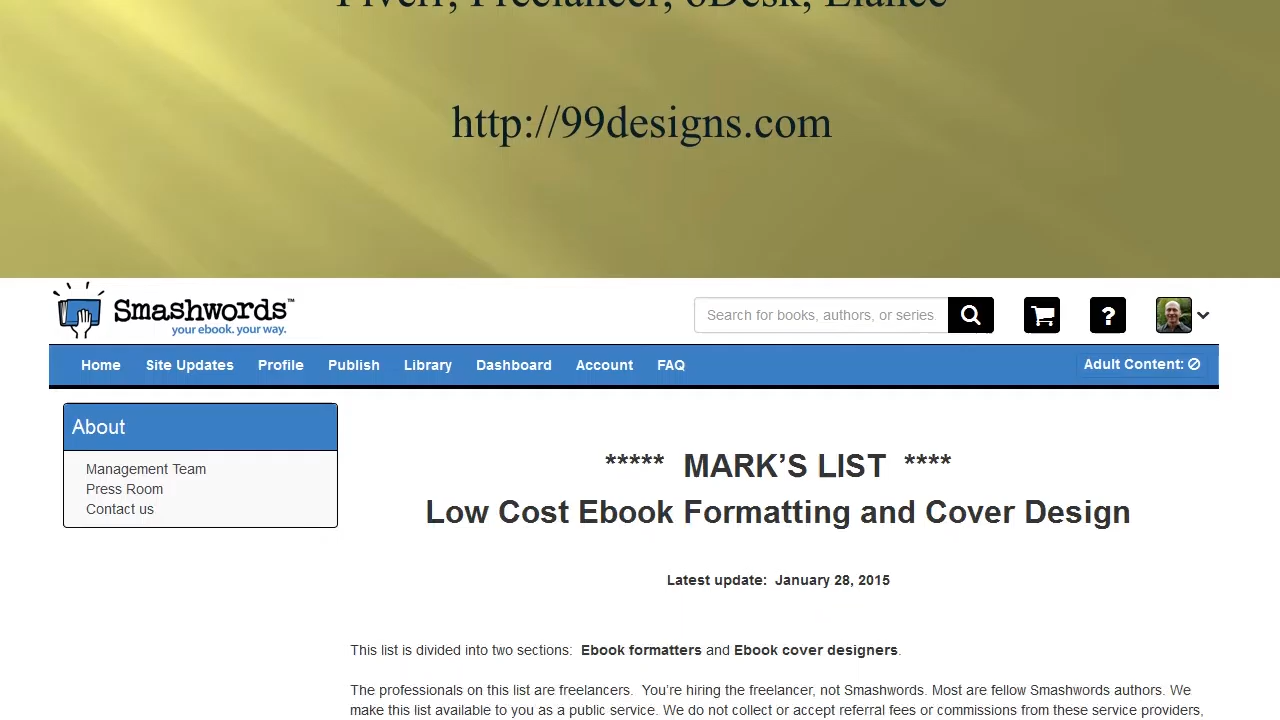 Fiverr, Freelancer, oDesk, Elance
http://99designs.com
Smashwords™
your ebook. your way.
Search for books, authors, or series.
?
Home Site Updates Profile Publish Library Dashboard Account FAQ
Adult Content:
About
Management Team
Press Room
Contact us
***** MARK’S LIST ****
Low Cost Ebook Formatting and Cover Design
Latest update: January 28, 2015
This list is divided into two sections: Ebook formatters and Ebook cover designers.
The professionals on this list are freelancers. You’re hiring the freelancer, not Smashwords. Most are fellow Smashwords authors. We
make this list available to you as a public service. We do not collect or accept referral fees or commissions from these service providers,